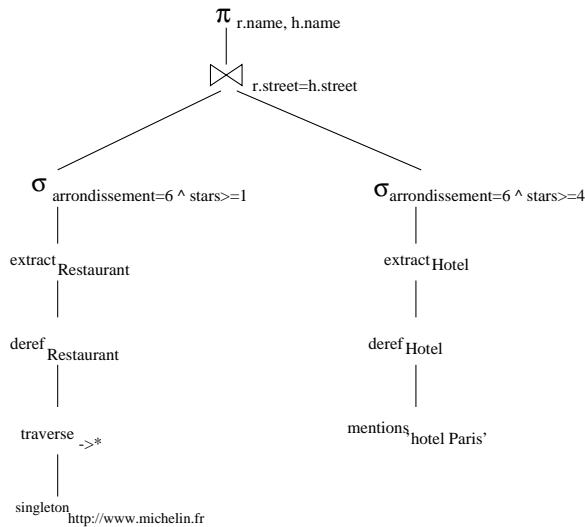 π r.name, h.name
r.street=h.street
σ arrondissement=6 ^ stars>=1
σ arrondissement=6 ^ stars>=4
extract Restaurant
extract Hotel
deref Restaurant
deref Hotel
traverse ->*
mentions 'hotel Paris'
singleton http://www.michelin.fr